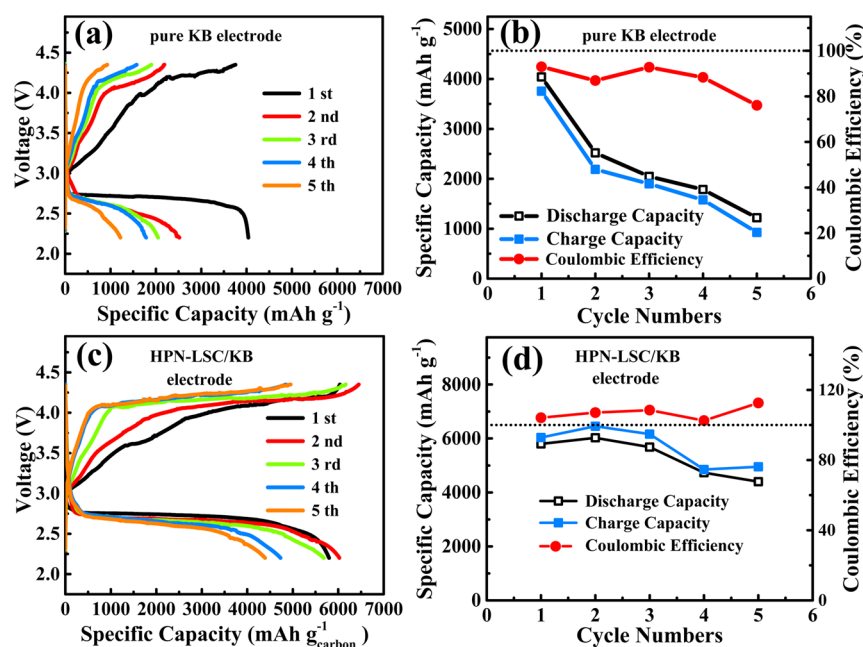 (a)
pure KB electrode
4.5
4.0
3.5
3.0
2.5
2.0
Voltage (V)
1 st
2 nd
3 rd
4 th
5 th
0 1000 2000 3000 4000 5000 6000 7000
Specific Capacity (mAh g⁻¹)
(b)
pure KB electrode
5000
4000
3000
2000
1000
0
Specific Capacity (mAh g⁻¹)
100
80
60
40
20
0
Coulombic Efficiency (%)
Discharge Capacity
Charge Capacity
Coulombic Efficiency
0 1 2 3 4 5 6
Cycle Numbers
(c)
HPN-LSC/KB
electrode
4.5
4.0
3.5
3.0
2.5
2.0
Voltage (V)
1 st
2 nd
3 rd
4 th
5 th
0 1000 2000 3000 4000 5000 6000 7000
Specific Capacity (mAh g⁻¹carbon)
(d)
HPN-LSC/KB
electrode
8000
6000
4000
2000
0
Specific Capacity (mAh g⁻¹)
120
80
40
0
Coulombic Efficiency (%)
Discharge Capacity
Charge Capacity
Coulombic Efficiency
0 1 2 3 4 5 6
Cycle Numbers